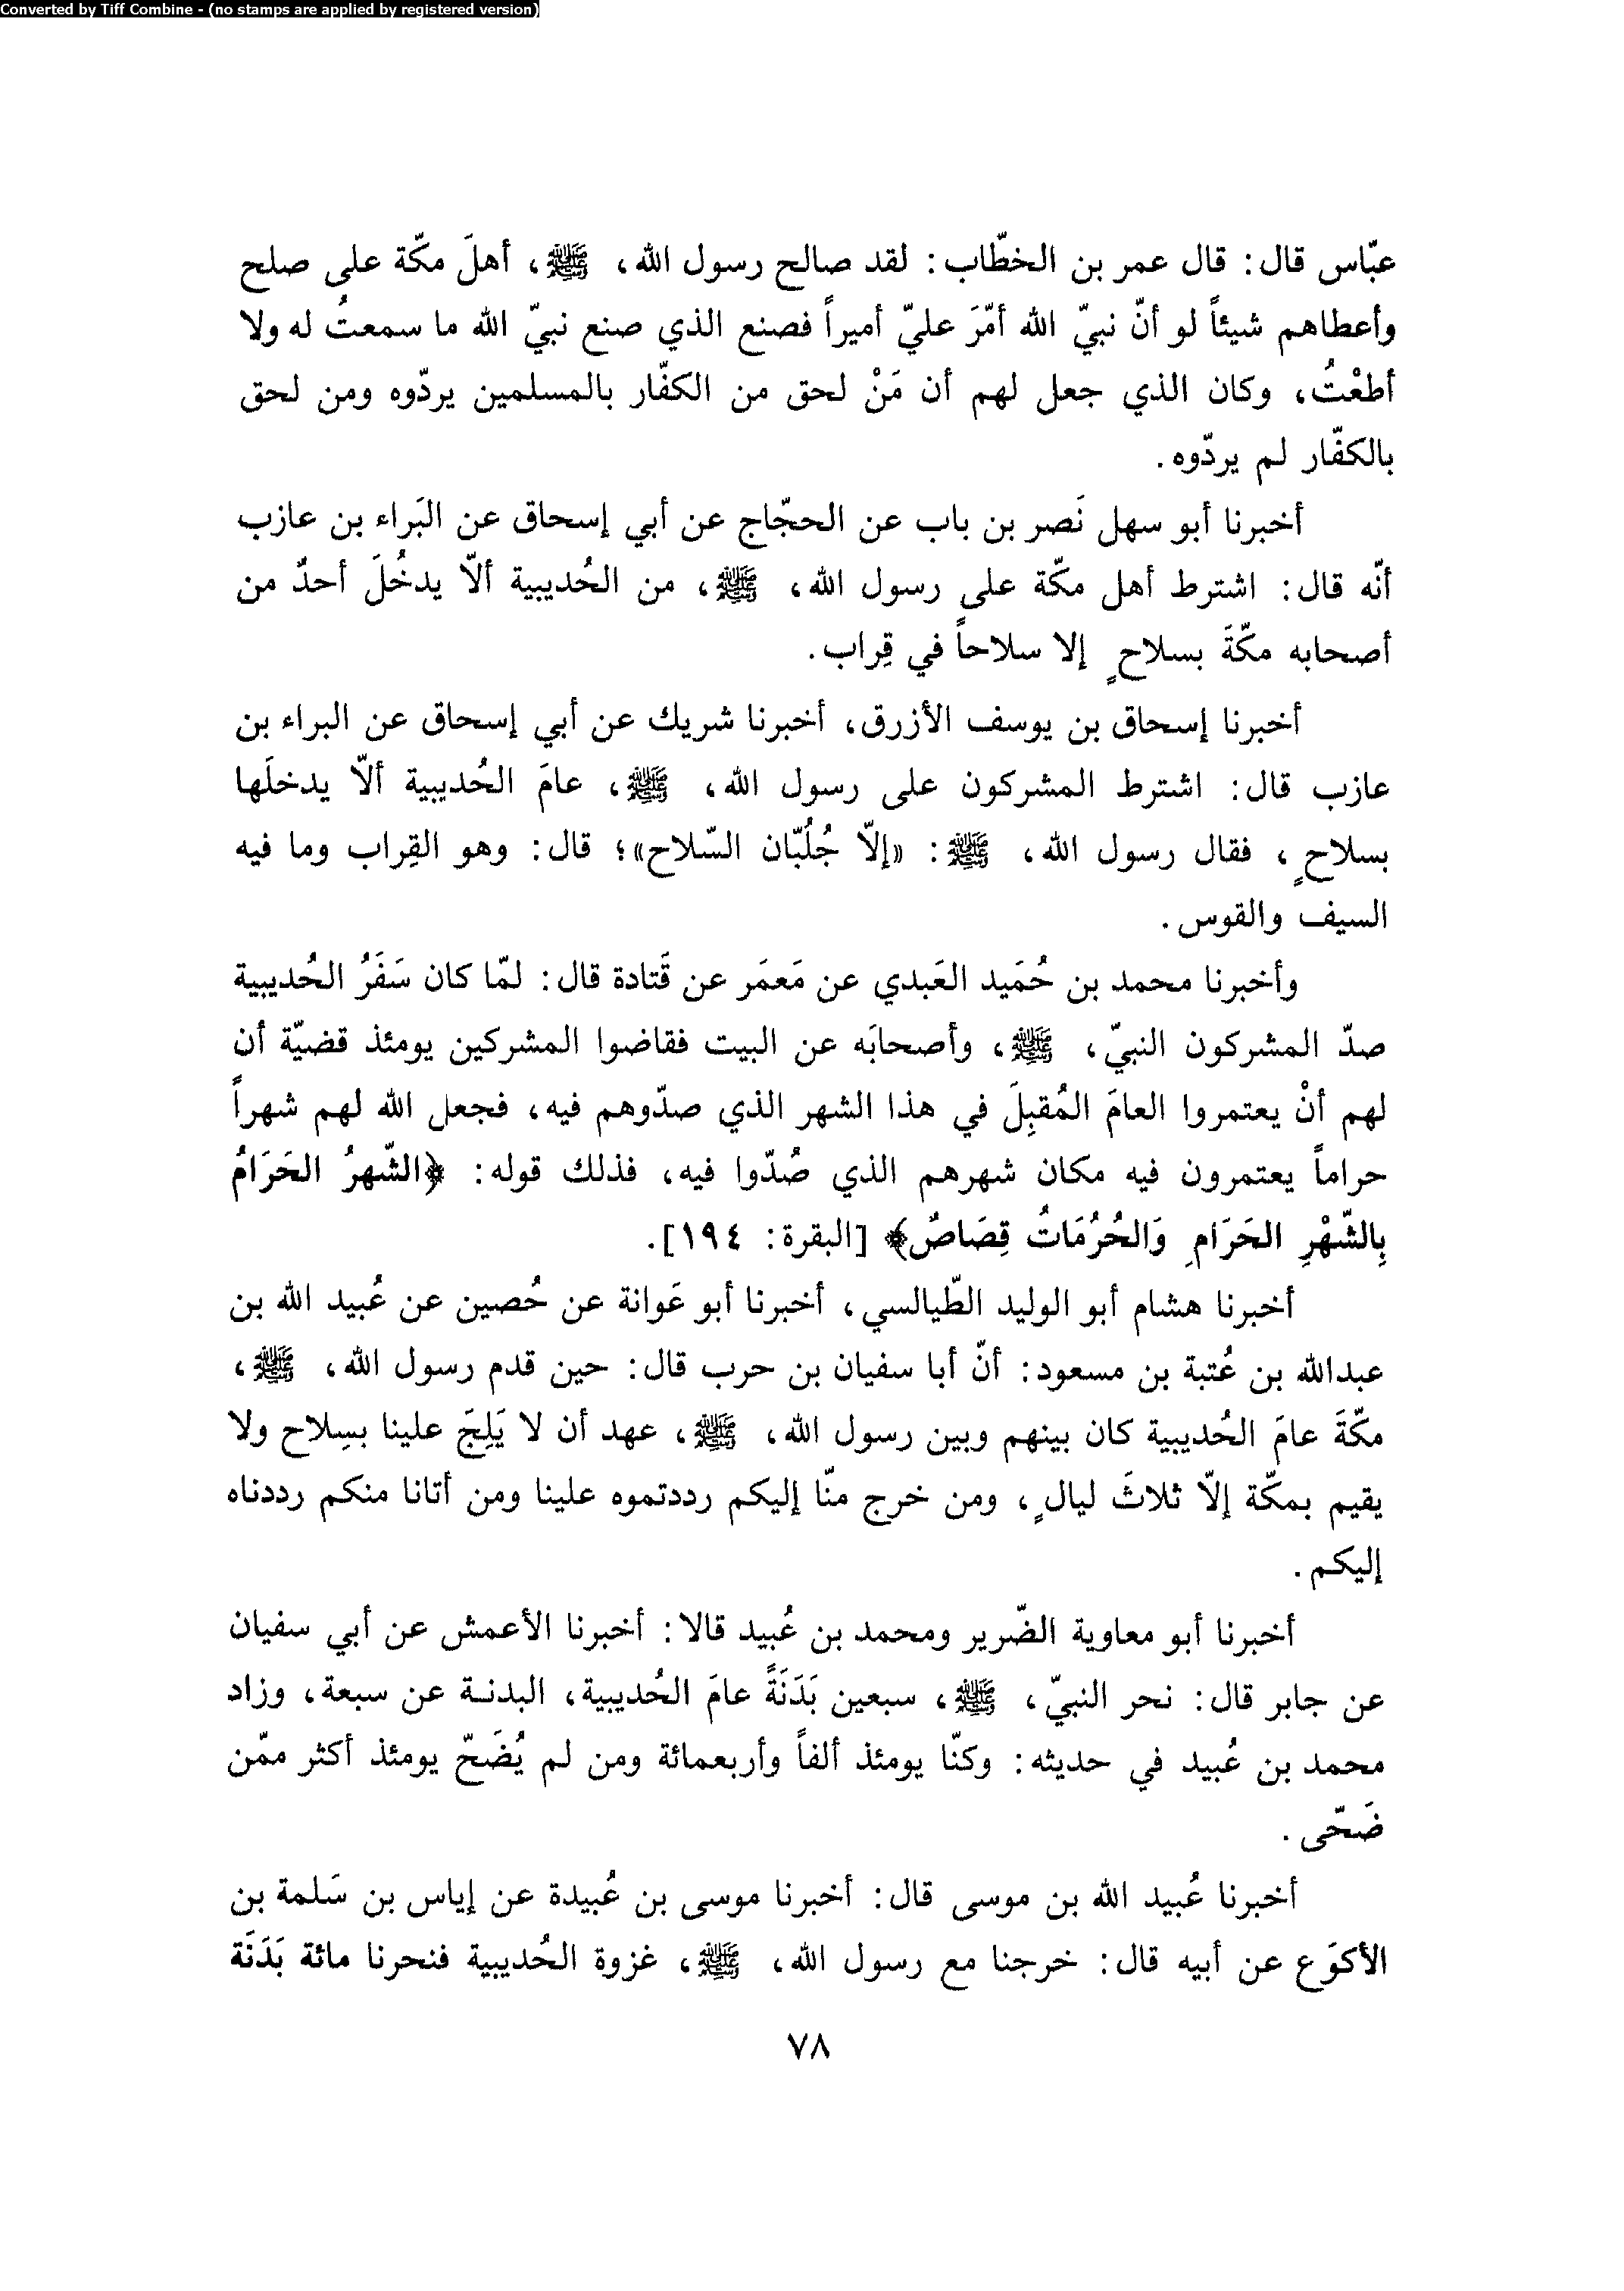 Converted by Tiff Combine - (no stamps are applied by registered version)
عبّاس قال: قال عمر بن الخطّاب: لقد صالح رسول الله، ﷺ، أهلَ مكّة على صلح
وأعطاهم شيئاً لو أنّ نبيّ الله أمّرَ عليّ أميراً فصنع الذي صنع نبيّ الله ما سمعتُ له ولا
أطعْتُ، وكان الذي جعل لهم أن مَنْ لحق من الكفّار بالمسلمين يردّوه ومن لحق
بالكفّار لم يردّوه.
أخبرنا أبو سهل نَصر بن باب عن الحجّاج عن أبي إسحاق عن البَراء بن عازب
أنّه قال: اشترط أهل مكّة على رسول الله، ﷺ، من الحُديبية ألاّ يدخُلَ أحدٌ من
أصحابه مكّةَ بسلاحٍ إلا سلاحاً في قِراب.
أخبرنا إسحاق بن يوسف الأزرق، أخبرنا شريك عن أبي إسحاق عن البراء بن
عازب قال: اشترط المشركون على رسول الله، ﷺ، عامَ الحُديبية ألاّ يدخلَها
بسلاحٍ، فقال رسول الله، ﷺ: «إلاّ جُلُبّان السّلاح»؛ قال: وهو القِراب وما فيه
السيف والقوس.
وأخبرنا محمد بن حُمَيد العَبدي عن مَعمَر عن قَتادة قال: لمّا كان سَفَرُ الحُديبية
صدّ المشركون النبيّ، ﷺ، وأصحابَه عن البيت فقاضوا المشركين يومئذ قضيّة أن
لهم أنْ يعتمروا العامَ المُقبِلَ في هذا الشهر الذي صدّوهم فيه، فجعل الله لهم شهراً
حراماً يعتمرون فيه مكان شهرهم الذي صُدّوا فيه، فذلك قوله: ﴿الشّهرُ الحَرَامُ
بِالشّهْرِ الحَرَامِ وَالحُرُمَاتُ قِصَاصٌ﴾ [البقرة: ١٩٤].
أخبرنا هشام أبو الوليد الطّيالسي، أخبرنا أبو عَوانة عن حُصين عن عُبيد الله بن
عبدالله بن عُتبة بن مسعود: أنّ أبا سفيان بن حرب قال: حين قدم رسول الله، ﷺ،
مكّةَ عامَ الحُديبية كان بينهم وبين رسول الله، ﷺ، عهد أن لا يَلِجَ علينا بسِلاح ولا
يقيم بمكّة إلاّ ثلاثَ ليالٍ، ومن خرج منّا إليكم رددتموه علينا ومن أتانا منكم رددناه
إليكم.
أخبرنا أبو معاوية الضّرير ومحمد بن عُبيد قالا: أخبرنا الأعمش عن أبي سفيان
عن جابر قال: نحر النبيّ، ﷺ، سبعين بَدَنَةً عامَ الحُديبية، البدنة عن سبعة، وزاد
محمد بن عُبيد في حديثه: وكنّا يومئذ ألفاً وأربعمائة ومن لم يُضَحّ يومئذ أكثر ممّن
ضَحّى.
أخبرنا عُبيد الله بن موسى قال: أخبرنا موسى بن عُبيدة عن إياس بن سَلمة بن
الأكوَع عن أبيه قال: خرجنا مع رسول الله، ﷺ، غزوة الحُديبية فنحرنا مائة بَدَنَة
٧٨